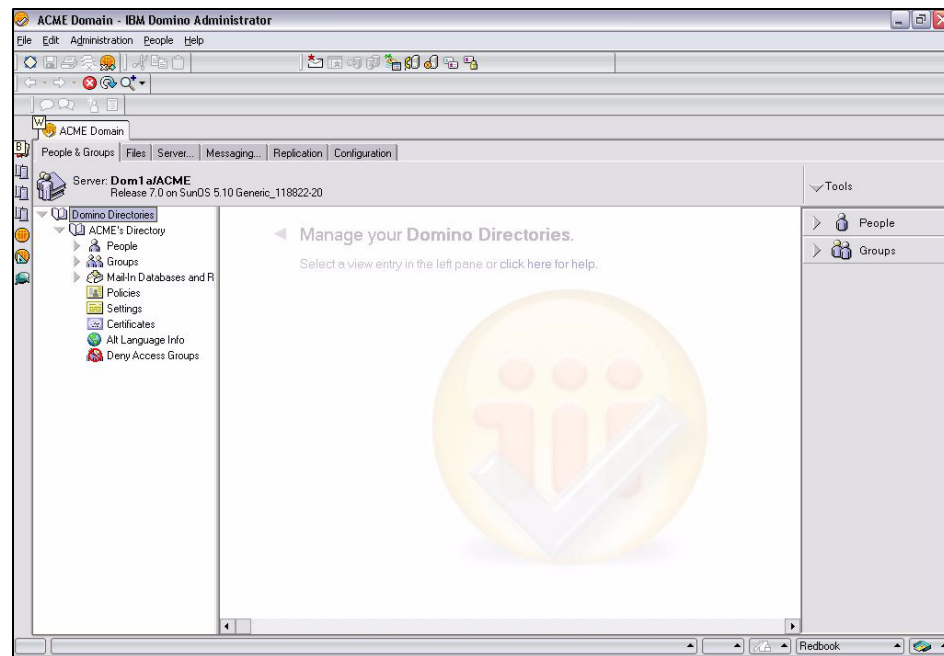 ACME Domain - IBM Domino Administrator
File Edit Administration People Help
W
ACME Domain
B
People & Groups Files Server... Messaging... Replication Configuration
Server: Dom1a/ACME
Release 7.0 on SunOS 5.10 Generic_118822-20
Tools
Domino Directories
ACME's Directory
People
Groups
Mail-In Databases and R
Policies
Settings
Certificates
Alt Language Info
Deny Access Groups
Manage your Domino Directories.
Select a view entry in the left pane or click here for help.
People
Groups
Redbook